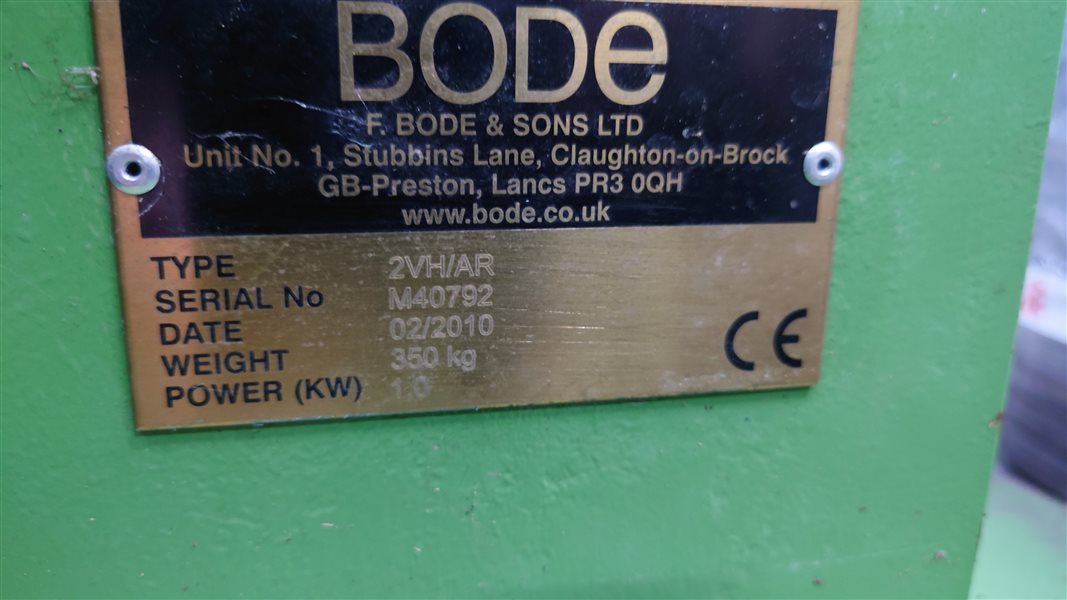 BODe
F. BODE & SONS LTD
Unit No. 1, Stubbins Lane, Claughton-on-Brock
GB-Preston, Lancs PR3 0QH
www.bode.co.uk
TYPE 2VH/AR
SERIAL No M40792
DATE 02/2010
WEIGHT 350 kg
POWER (KW) 1.0
CE